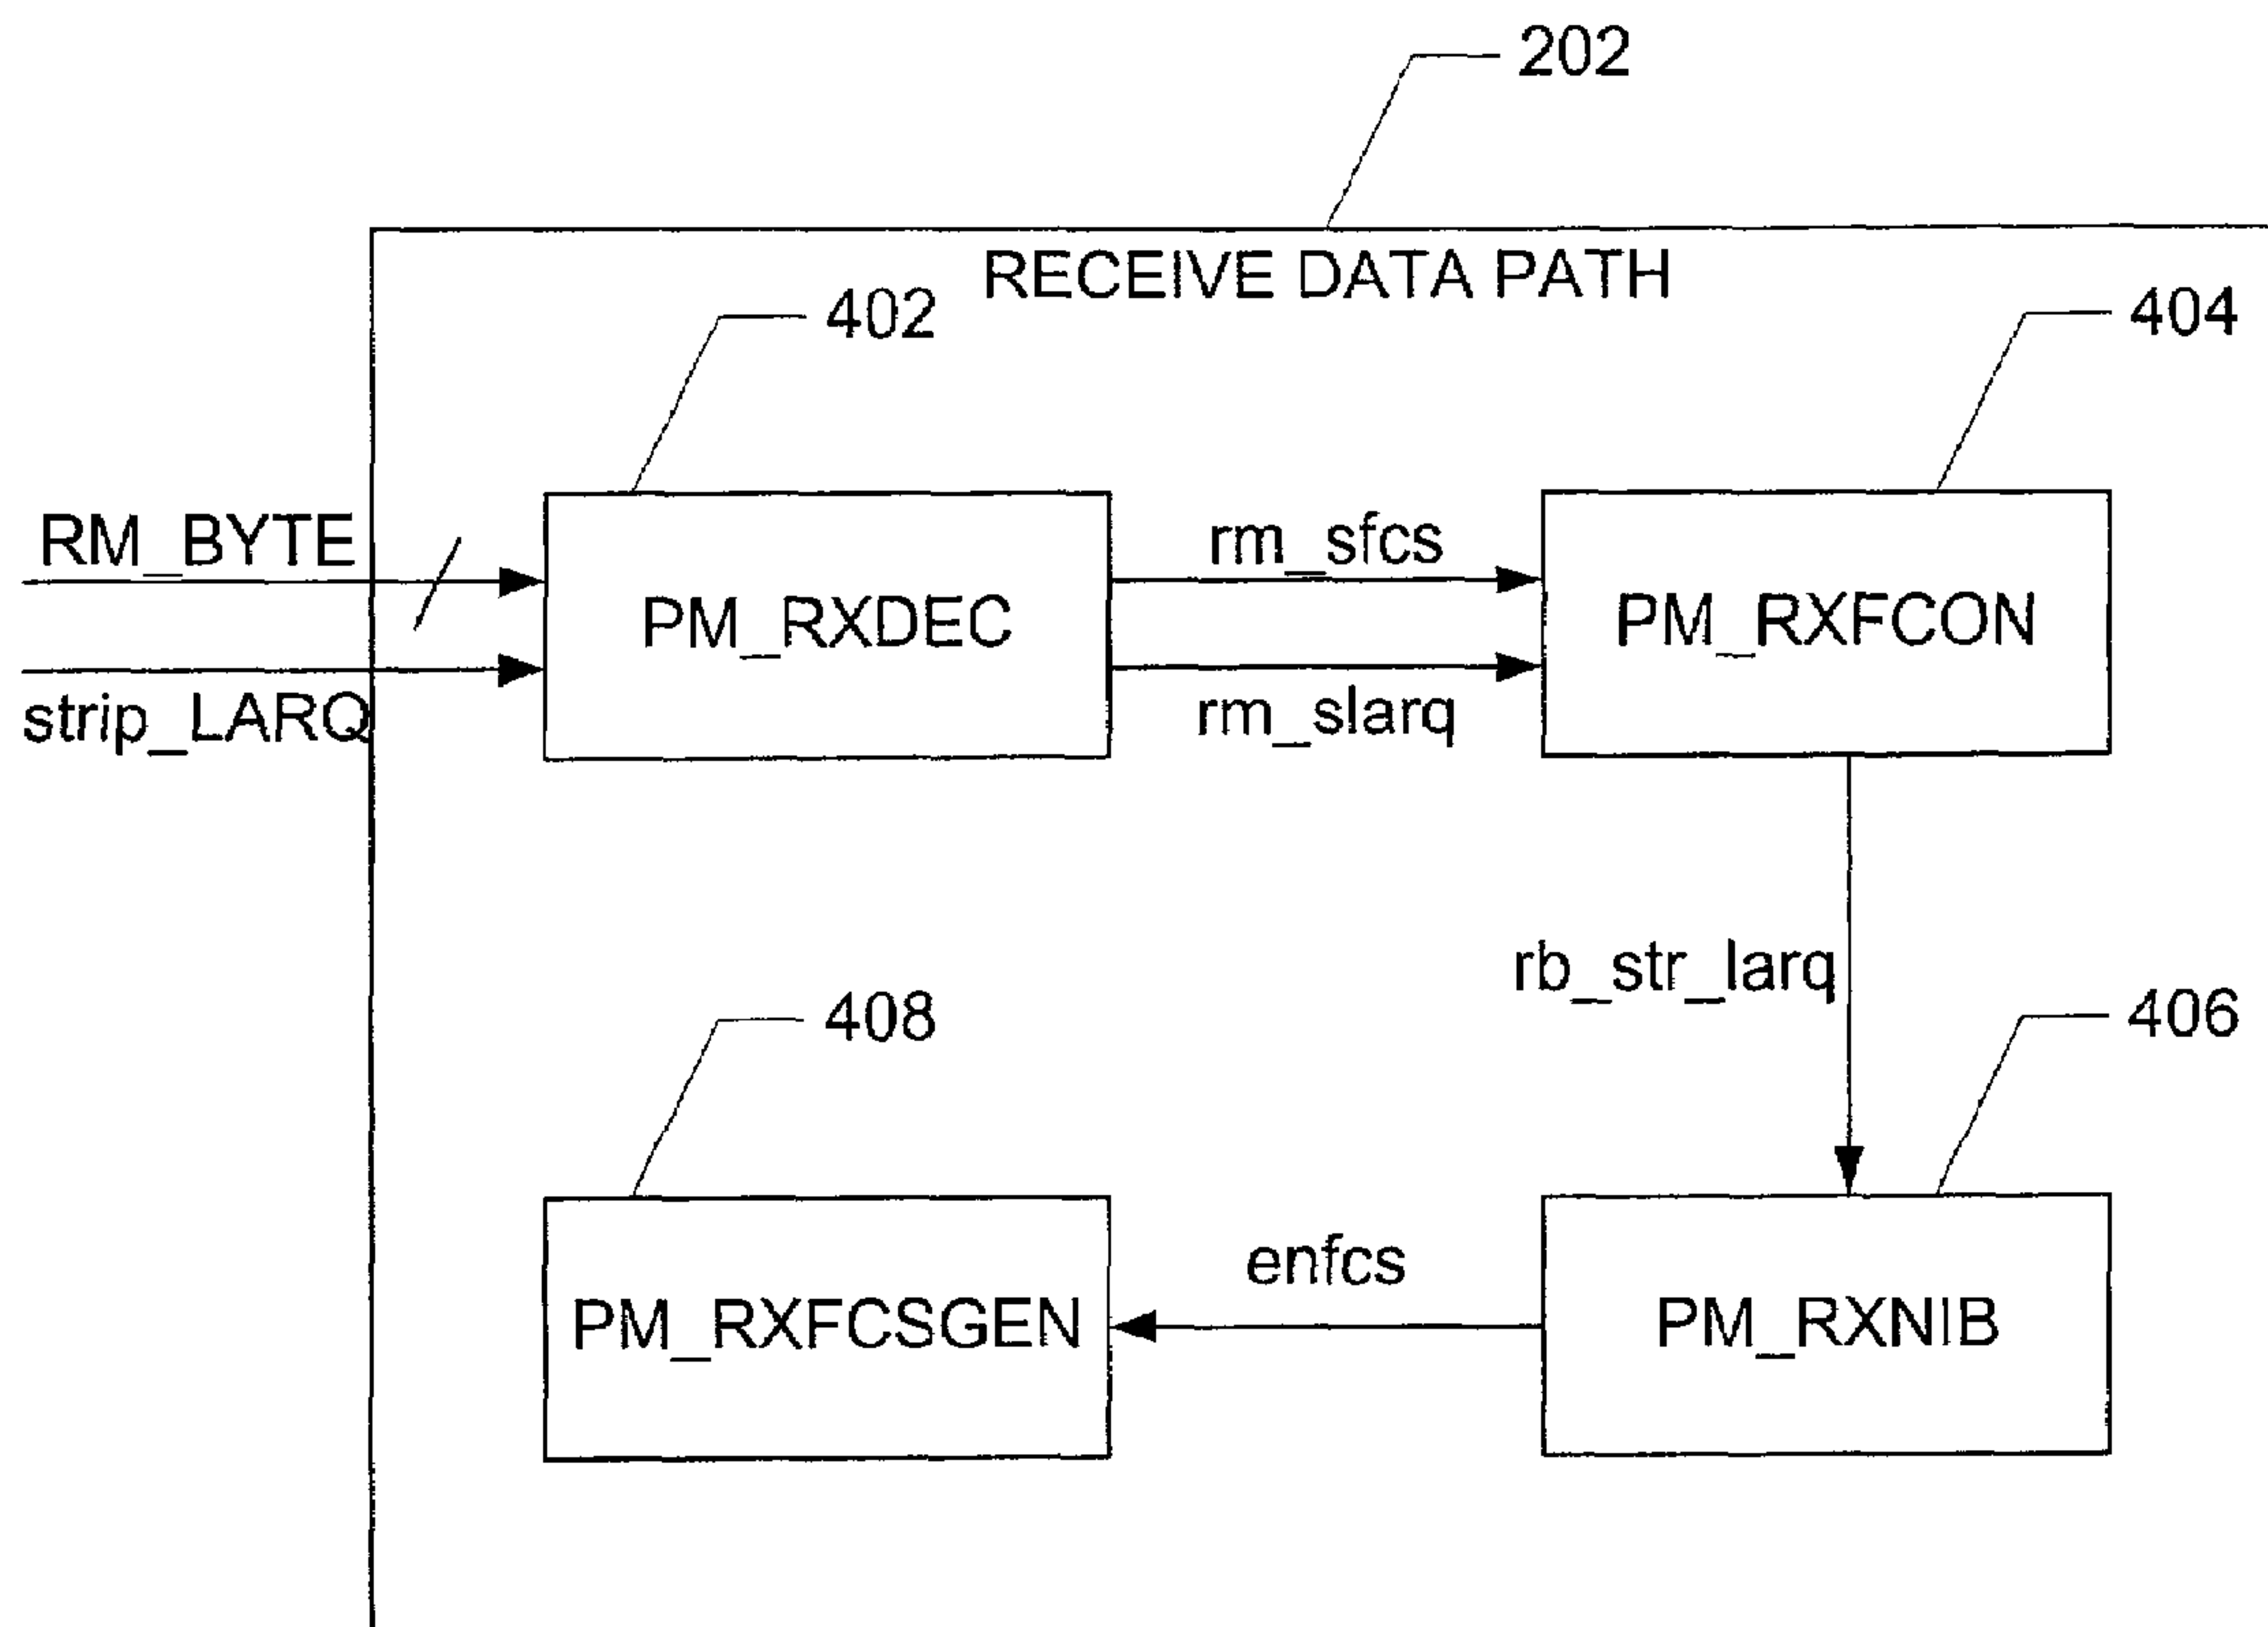 202
RECEIVE DATA PATH
402
404
RM_BYTE
rm_sfcs
PM_RXDEC
PM_RXFCON
strip_LARQ
rm_slarq
rb_str_larq
408
406
enfcs
PM_RXFCSGEN
PM_RXNIB